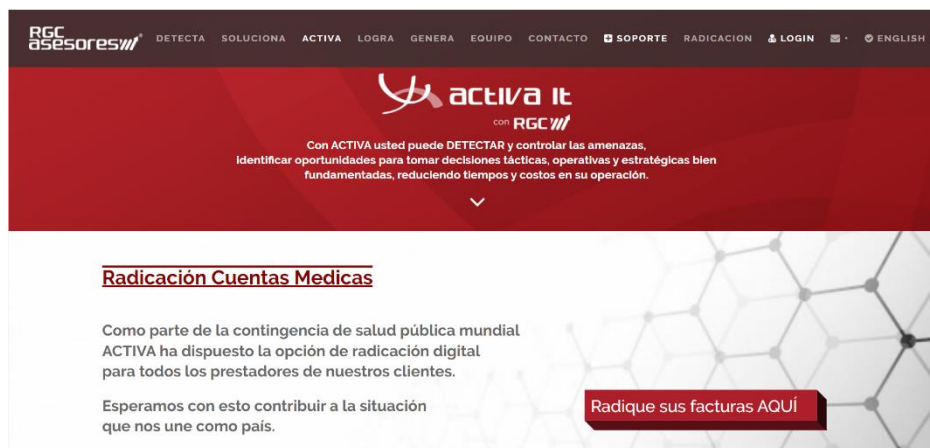 RGC
asesores
DETECTA SOLUCIONA ACTIVA LOGRA GENERA EQUIPO CONTACTO SOPORTE RADICACION LOGIN ENGLISH
activa it
con RGC
Con ACTIVA usted puede DETECTAR y controlar las amenazas,
identificar oportunidades para tomar decisiones tácticas, operativas y estratégicas bien
fundamentadas, reduciendo tiempos y costos en su operación.
Radicación Cuentas Medicas
Como parte de la contingencia de salud pública mundial
ACTIVA ha dispuesto la opción de radicación digital
para todos los prestadores de nuestros clientes.
Esperamos con esto contribuir a la situación
que nos une como país.
Radique sus facturas AQUÍ